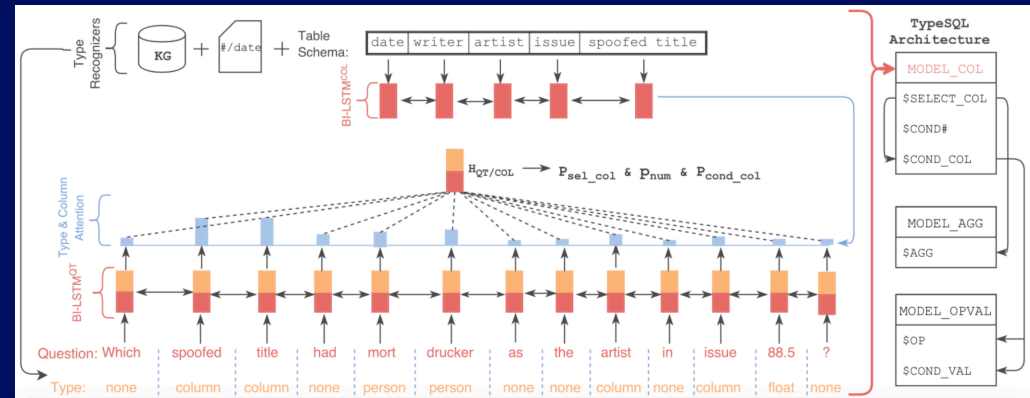 Type Recognizers
KG
+
#/date
+
Table Schema:
date writer artist issue spoofed title
BI-LSTM^COL
H_QT/COL → P_sel_col & P_num & P_cond_col
Type & Column Attention
BI-LSTM^QT
Question: Which spoofed title had mort drucker as the artist in issue 88.5 ?
Type: none column column none person person none none column none column float none
TypeSQL
Architecture
MODEL_COL
$SELECT_COL
$COND#
$COND_COL
MODEL_AGG
$AGG
MODEL_OPVAL
$OP
$COND_VAL